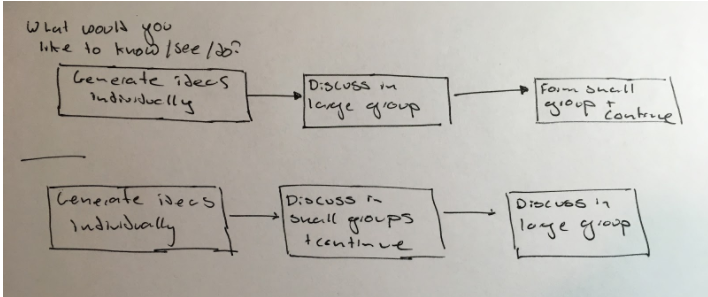 What would you
like to know/see/do?
Generate ideas
individually
Discuss in
large group
Form small
group +
continue
Generate ideas
Individually
Discuss in
small groups
+ continue
Discuss in
large group